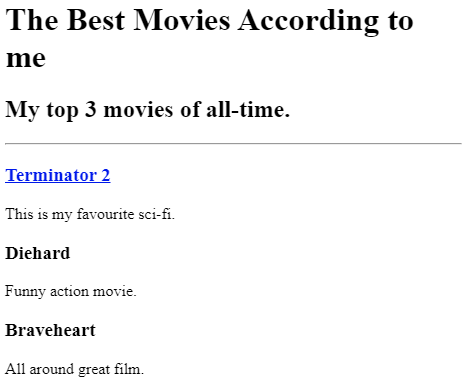 The Best Movies According to
me
My top 3 movies of all-time.
Terminator 2
This is my favourite sci-fi.
Diehard
Funny action movie.
Braveheart
All around great film.